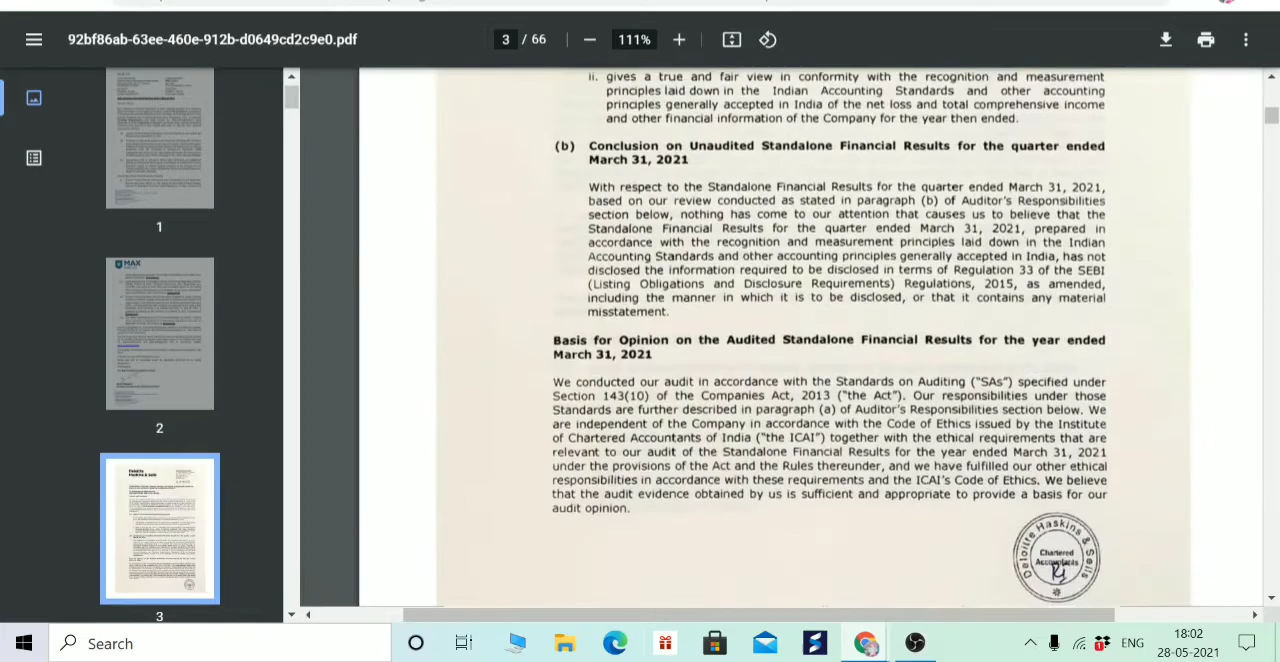 92bf86ab-63ee-460e-912b-d0649cd2c9e0.pdf
3 / 66
111%
ii. gives a true and fair view in conformity with the recognition and measurement
principles laid down in the Indian Accounting Standards and other accounting
principles generally accepted in India of the net loss and total comprehensive income
and other financial information of the Company for the year then ended.
(b) Conclusion on Unaudited Standalone Financial Results for the quarter ended
March 31, 2021
With respect to the Standalone Financial Results for the quarter ended March 31, 2021,
based on our review conducted as stated in paragraph (b) of Auditor's Responsibilities
section below, nothing has come to our attention that causes us to believe that the
Standalone Financial Results for the quarter ended March 31, 2021, prepared in
accordance with the recognition and measurement principles laid down in the Indian
Accounting Standards and other accounting principles generally accepted in India, has not
disclosed the information required to be disclosed in terms of Regulation 33 of the SEBI
(Listing Obligations and Disclosure Requirements) Regulations, 2015, as amended,
including the manner in which it is to be disclosed, or that it contains any material
misstatement.
Basis for Opinion on the Audited Standalone Financial Results for the year ended
March 31, 2021
We conducted our audit in accordance with the Standards on Auditing ("SAs") specified under
Section 143(10) of the Companies Act, 2013 ("the Act"). Our responsibilities under those
Standards are further described in paragraph (a) of Auditor's Responsibilities section below. We
are independent of the Company in accordance with the Code of Ethics issued by the Institute
of Chartered Accountants of India ("the ICAI") together with the ethical requirements that are
relevant to our audit of the Standalone Financial Results for the year ended March 31, 2021
under the provisions of the Act and the Rules thereunder, and we have fulfilled our other ethical
responsibilities in accordance with these requirements and the ICAI's Code of Ethics. We believe
that the audit evidence obtained by us is sufficient and appropriate to provide a basis for our
audit opinion.
Deloitte Haskins & Sells
Chartered
Accountants
1
MAX
2
Deloitte
Haskins & Sells
3
Search
ENG
18:02
28-05-2021